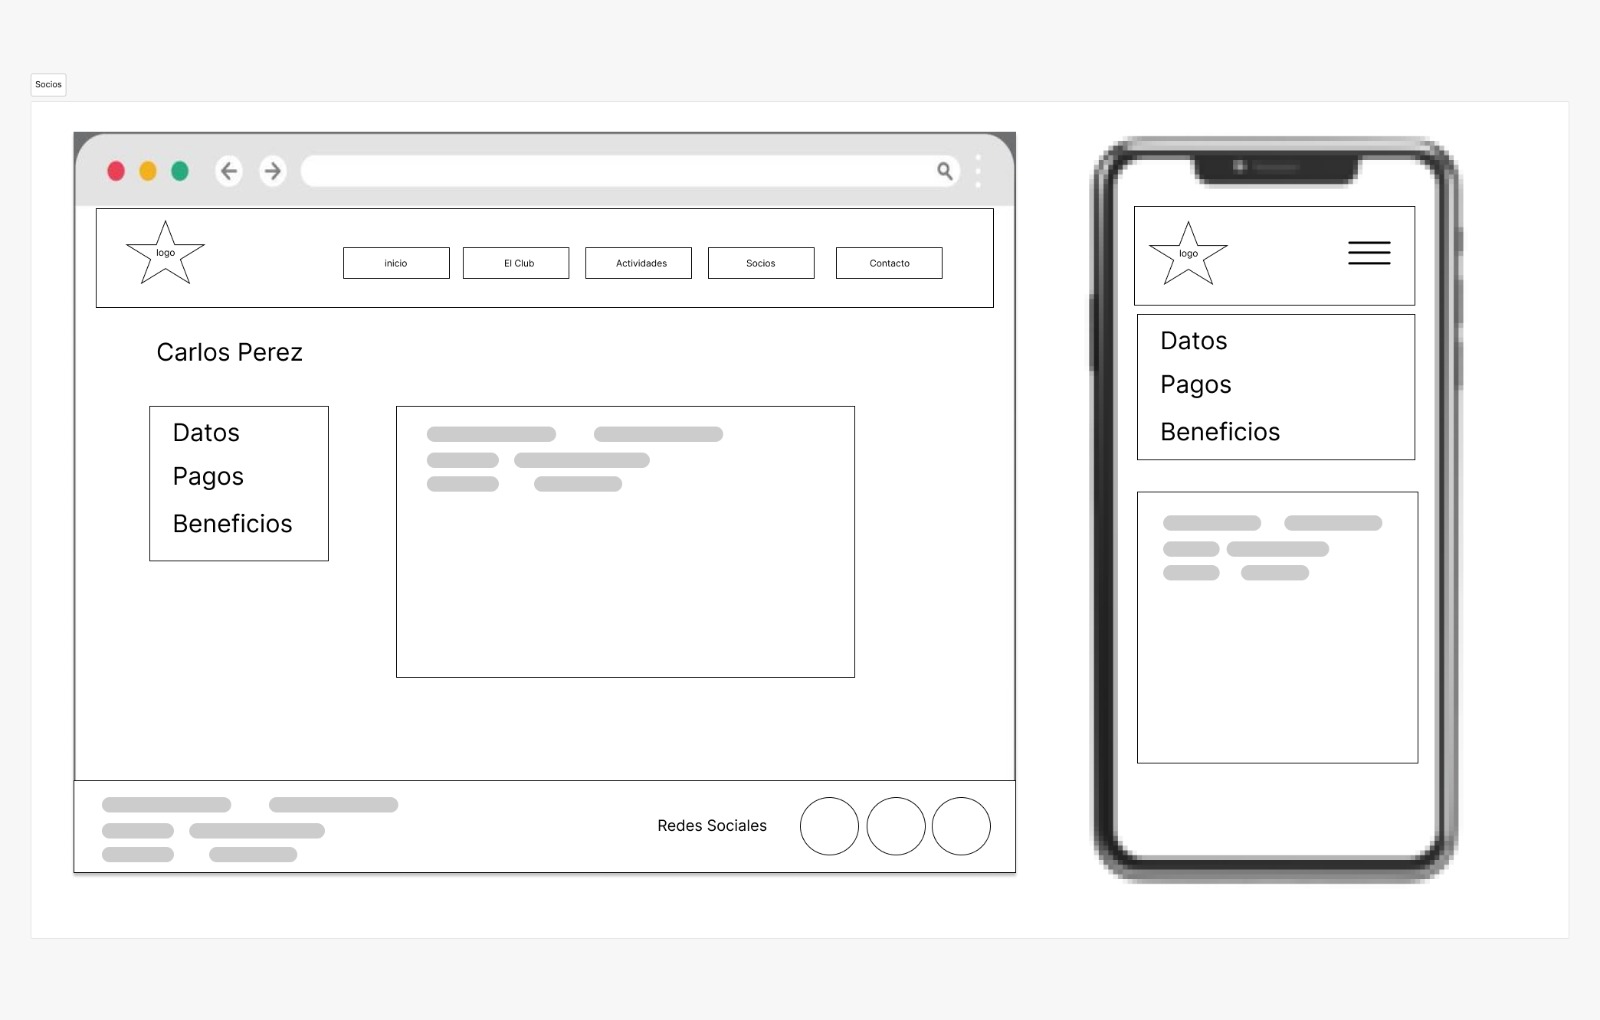 Socios
logo
inicio
El Club
Actividades
Socios
Contacto
Carlos Perez
Datos
Pagos
Beneficios
Redes Sociales
logo
Datos
Pagos
Beneficios